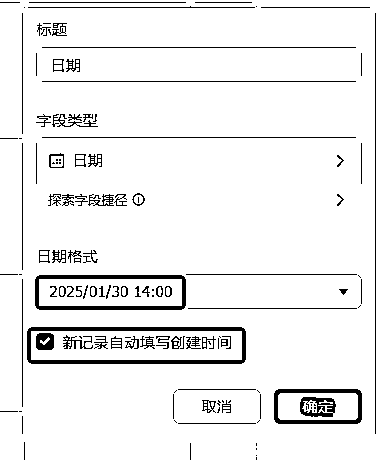 标题
日期
字段类型
日期
探索字段捷径
日期格式
2025/01/30 14:00
新记录自动填写创建时间
取消
确定